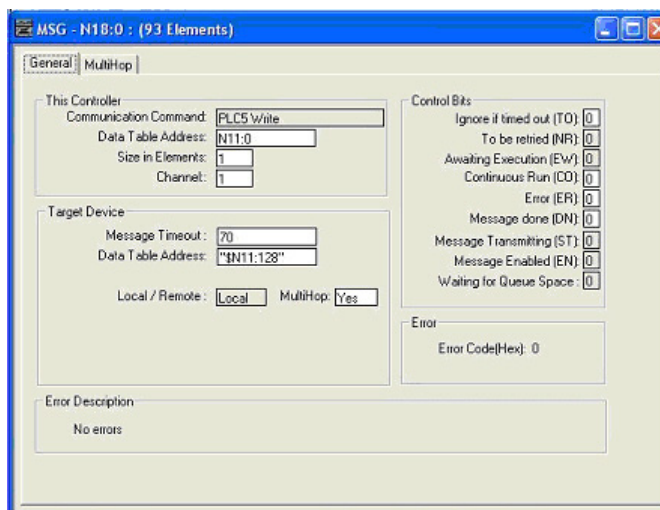 MSG - N18:0 : (93 Elements)
General
MultiHop
This Controller
Communication Command: PLC5 Write
Data Table Address: N11:0
Size in Elements: 1
Channel: 1
Target Device
Message Timeout : 70
Data Table Address: "$N11:128"
Local / Remote : Local MultiHop: Yes
Control Bits
Ignore if timed out (TO): 0
To be retried (NR): 0
Awaiting Execution (EW): 0
Continuous Run (CO): 0
Error (ER): 0
Message done (DN): 0
Message Transmitting (ST): 0
Message Enabled (EN): 0
Waiting for Queue Space : 0
Error
Error Code(Hex): 0
Error Description
No errors